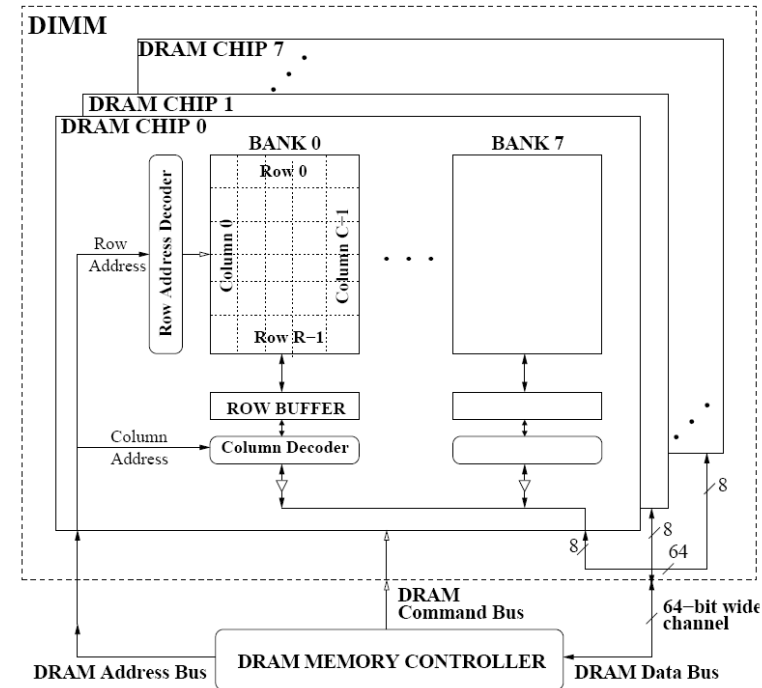 DIMM
DRAM CHIP 7
DRAM CHIP 1
DRAM CHIP 0
BANK 0
BANK 7
Row 0
Row Address Decoder
Column 0
Column C−1
Row
Address
Row R−1
ROW BUFFER
Column
Address
Column Decoder
8
8
8
64
DRAM
Command Bus
64−bit wide
channel
DRAM Address Bus
DRAM MEMORY CONTROLLER
DRAM Data Bus